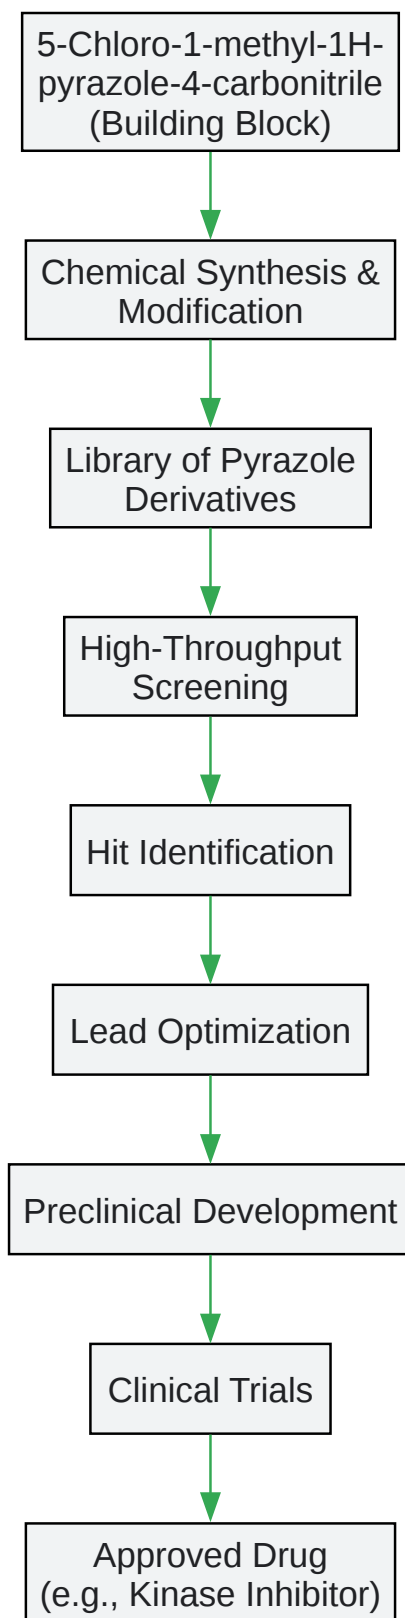 5-Chloro-1-methyl-1H-
pyrazole-4-carbonitrile
(Building Block)
Chemical Synthesis &
Modification
Library of Pyrazole
Derivatives
High-Throughput
Screening
Hit Identification
Lead Optimization
Preclinical Development
Clinical Trials
Approved Drug
(e.g., Kinase Inhibitor)